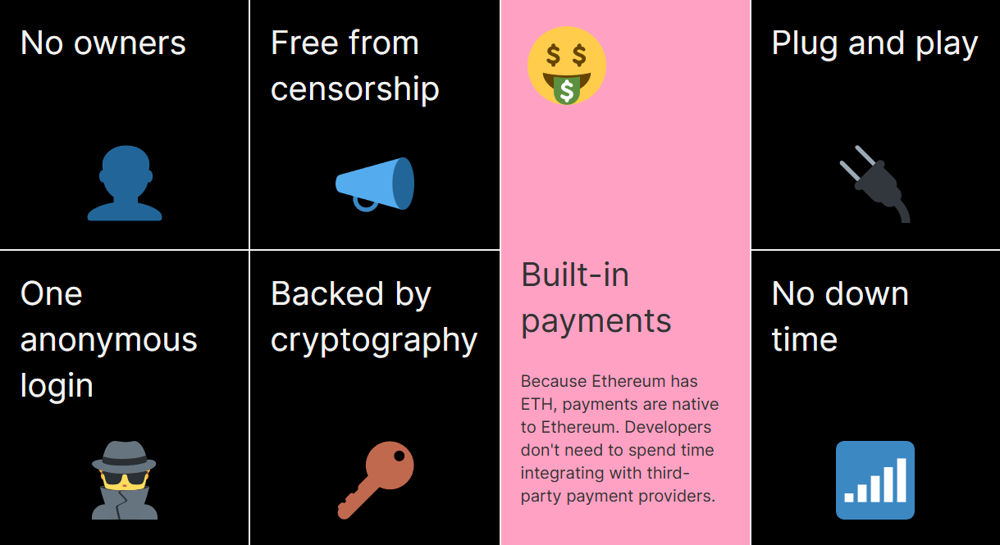 No owners
Free from
censorship
Plug and play
One
anonymous
login
Backed by
cryptography
Built-in
payments
Because Ethereum has
ETH, payments are native
to Ethereum. Developers
don't need to spend time
integrating with third-
party payment providers.
No down
time